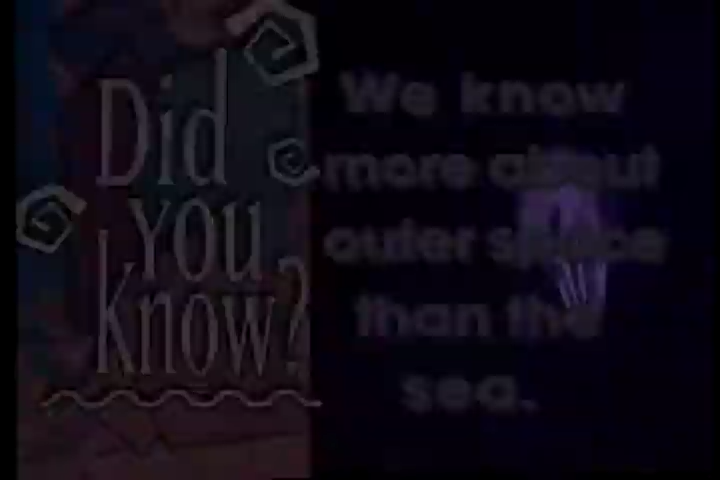 Did
you
know?
We know
more about
outer space
than the
sea.